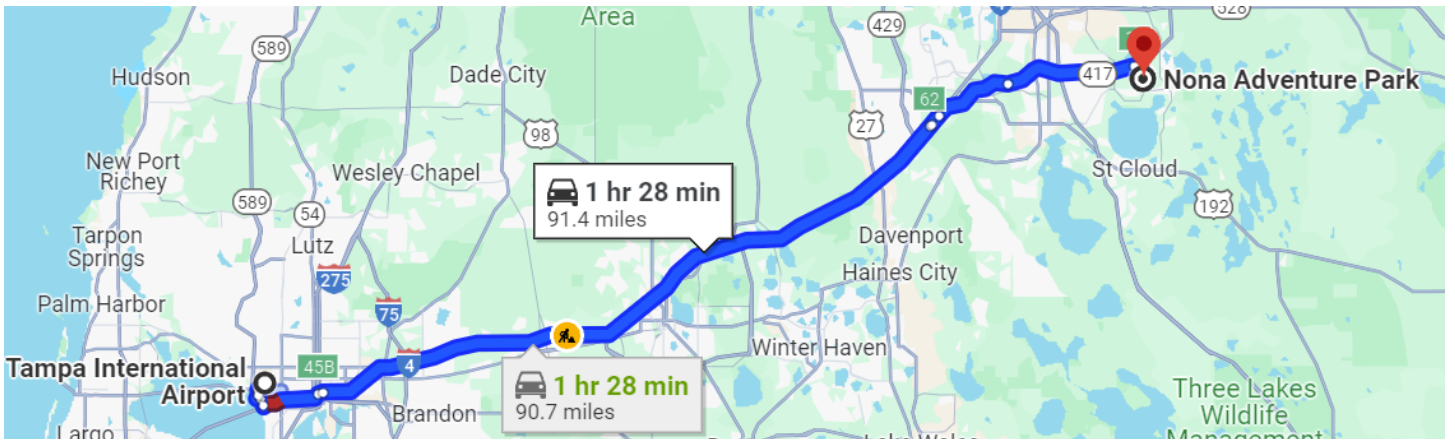 Area
528
429
589
Hudson
Dade City
417
Nona Adventure Park
62
98
27
New Port
Richey
Wesley Chapel
St Cloud
1 hr 28 min
91.4 miles
589
54
192
Tarpon
Springs
Lutz
Davenport
275
Haines City
Palm Harbor
75
Winter Haven
Tampa International
Airport
45B
4
1 hr 28 min
90.7 miles
Three Lakes
Wildlife
Management
Brandon
Largo
Lake Wales